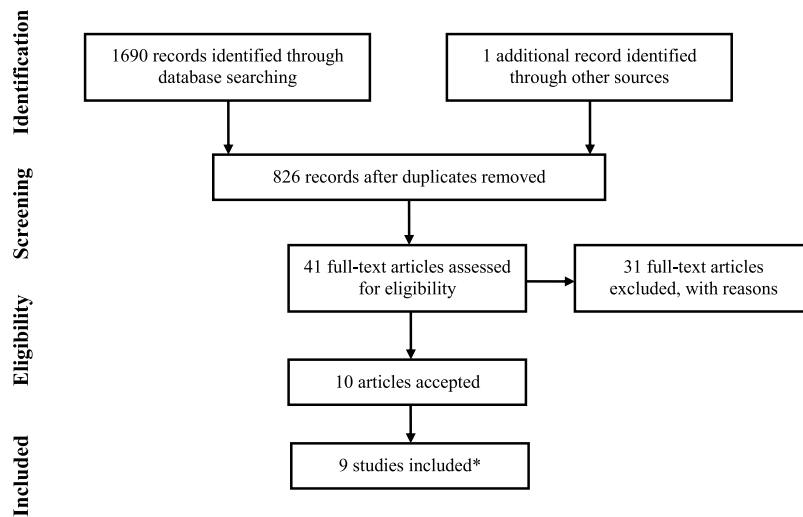 Identification
1690 records identified through
database searching
1 additional record identified
through other sources
Screening
826 records after duplicates removed
41 full-text articles assessed
for eligibility
31 full-text articles
excluded, with reasons
Eligibility
10 articles accepted
Included
9 studies included*